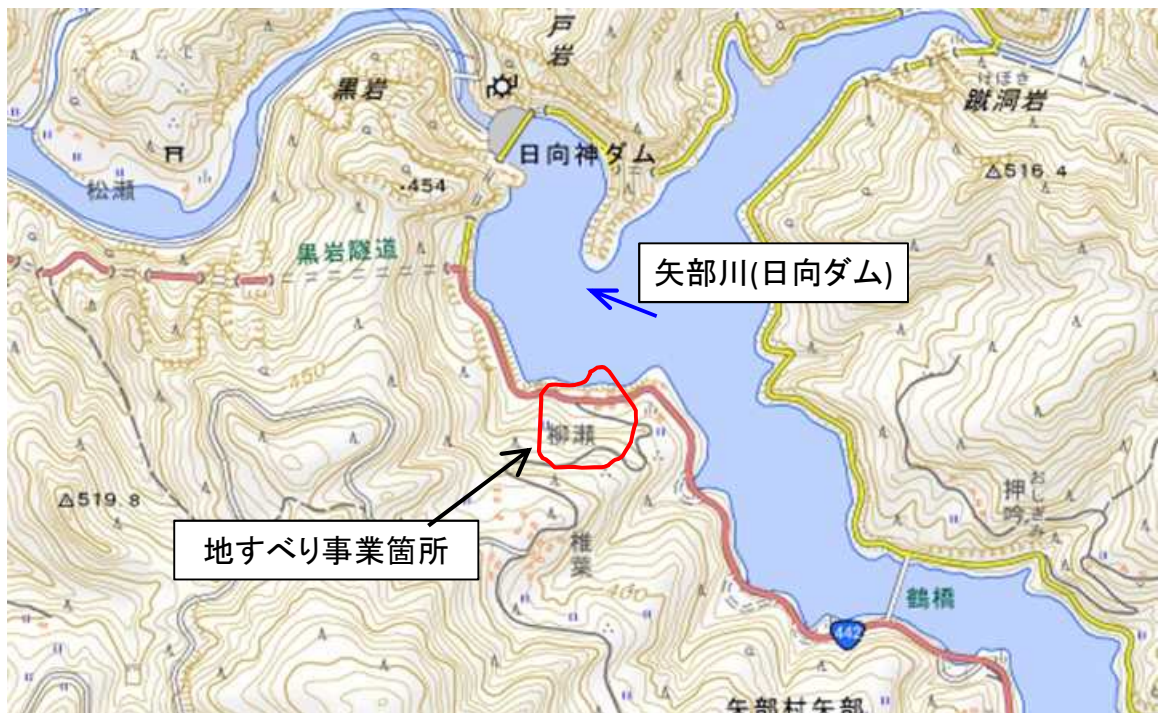 戸岩
黒岩
けほぎ
蹴洞岩
日向神ダム
△516.4
松瀬
・454
黒岩隧道
矢部川(日向ダム)
450
柳瀬
△519.8
おしぎみ
押吟
地すべり事業箇所
椎葉
400
鶴橋
442
矢部村矢部